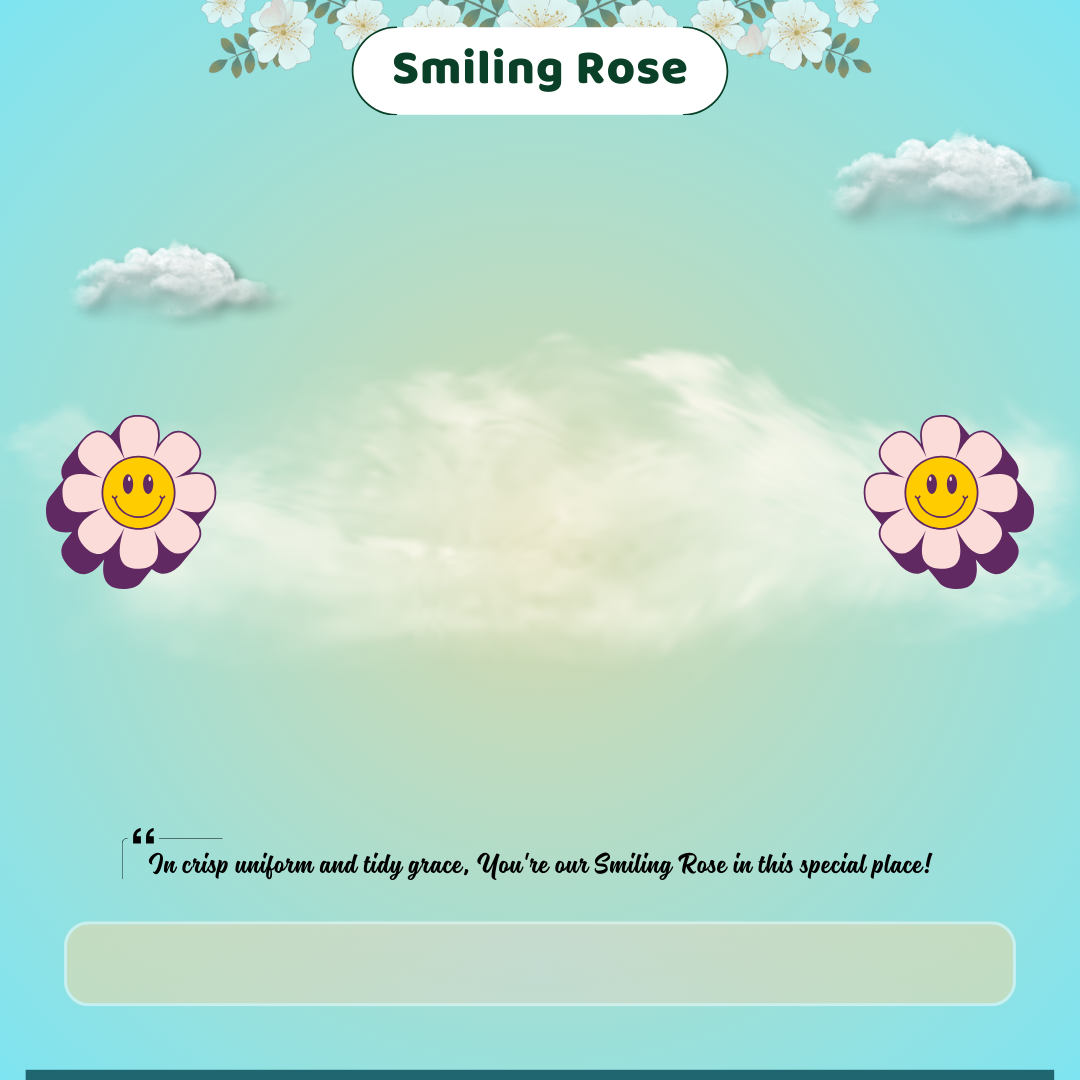 Smiling Rose
“
In crisp uniform and tidy grace, You're our Smiling Rose in this special place!